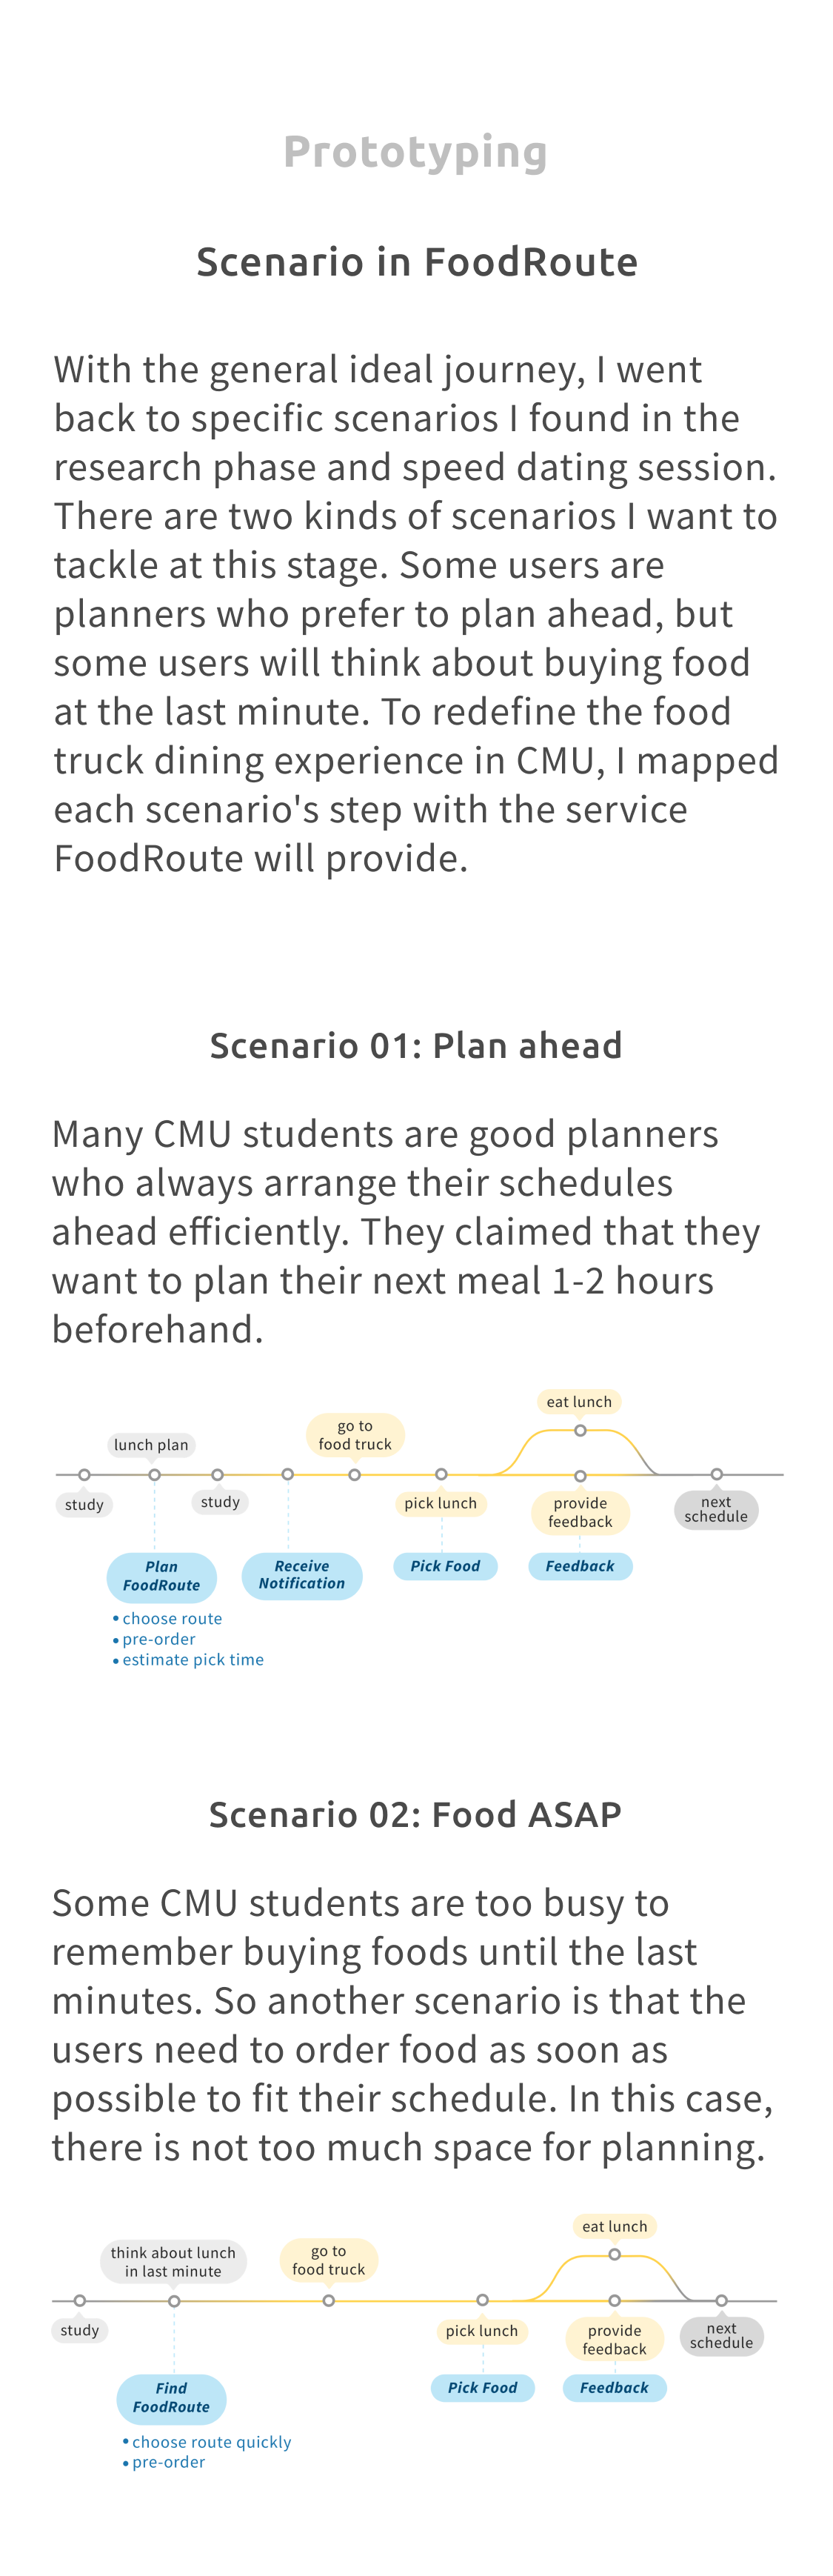 Prototyping
Scenario in FoodRoute
With the general ideal journey, I went
back to specific scenarios I found in the
research phase and speed dating session.
There are two kinds of scenarios I want to
tackle at this stage. Some users are
planners who prefer to plan ahead, but
some users will think about buying food
at the last minute. To redefine the food
truck dining experience in CMU, I mapped
each scenario's step with the service
FoodRoute will provide.
Scenario 01: Plan ahead
Many CMU students are good planners
who always arrange their schedules
ahead efficiently. They claimed that they
want to plan their next meal 1-2 hours
beforehand.
eat lunch
go to
food truck
lunch plan
study
study
pick lunch
provide
feedback
next
schedule
Plan
FoodRoute
Receive
Notification
Pick Food
Feedback
• choose route
• pre-order
• estimate pick time
Scenario 02: Food ASAP
Some CMU students are too busy to
remember buying foods until the last
minutes. So another scenario is that the
users need to order food as soon as
possible to fit their schedule. In this case,
there is not too much space for planning.
eat lunch
think about lunch
in last minute
go to
food truck
study
pick lunch
provide
feedback
next
schedule
Find
FoodRoute
Pick Food
Feedback
• choose route quickly
• pre-order